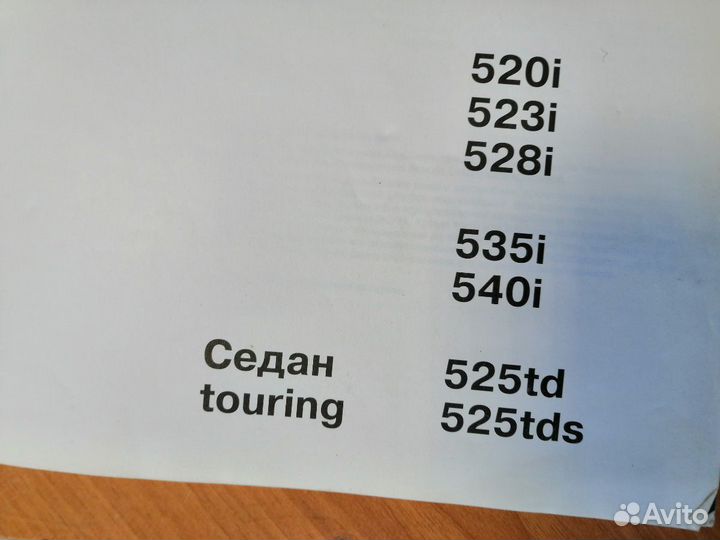 520i
523i
528i
535i
540i
Седан 525td
touring 525tds
Avito